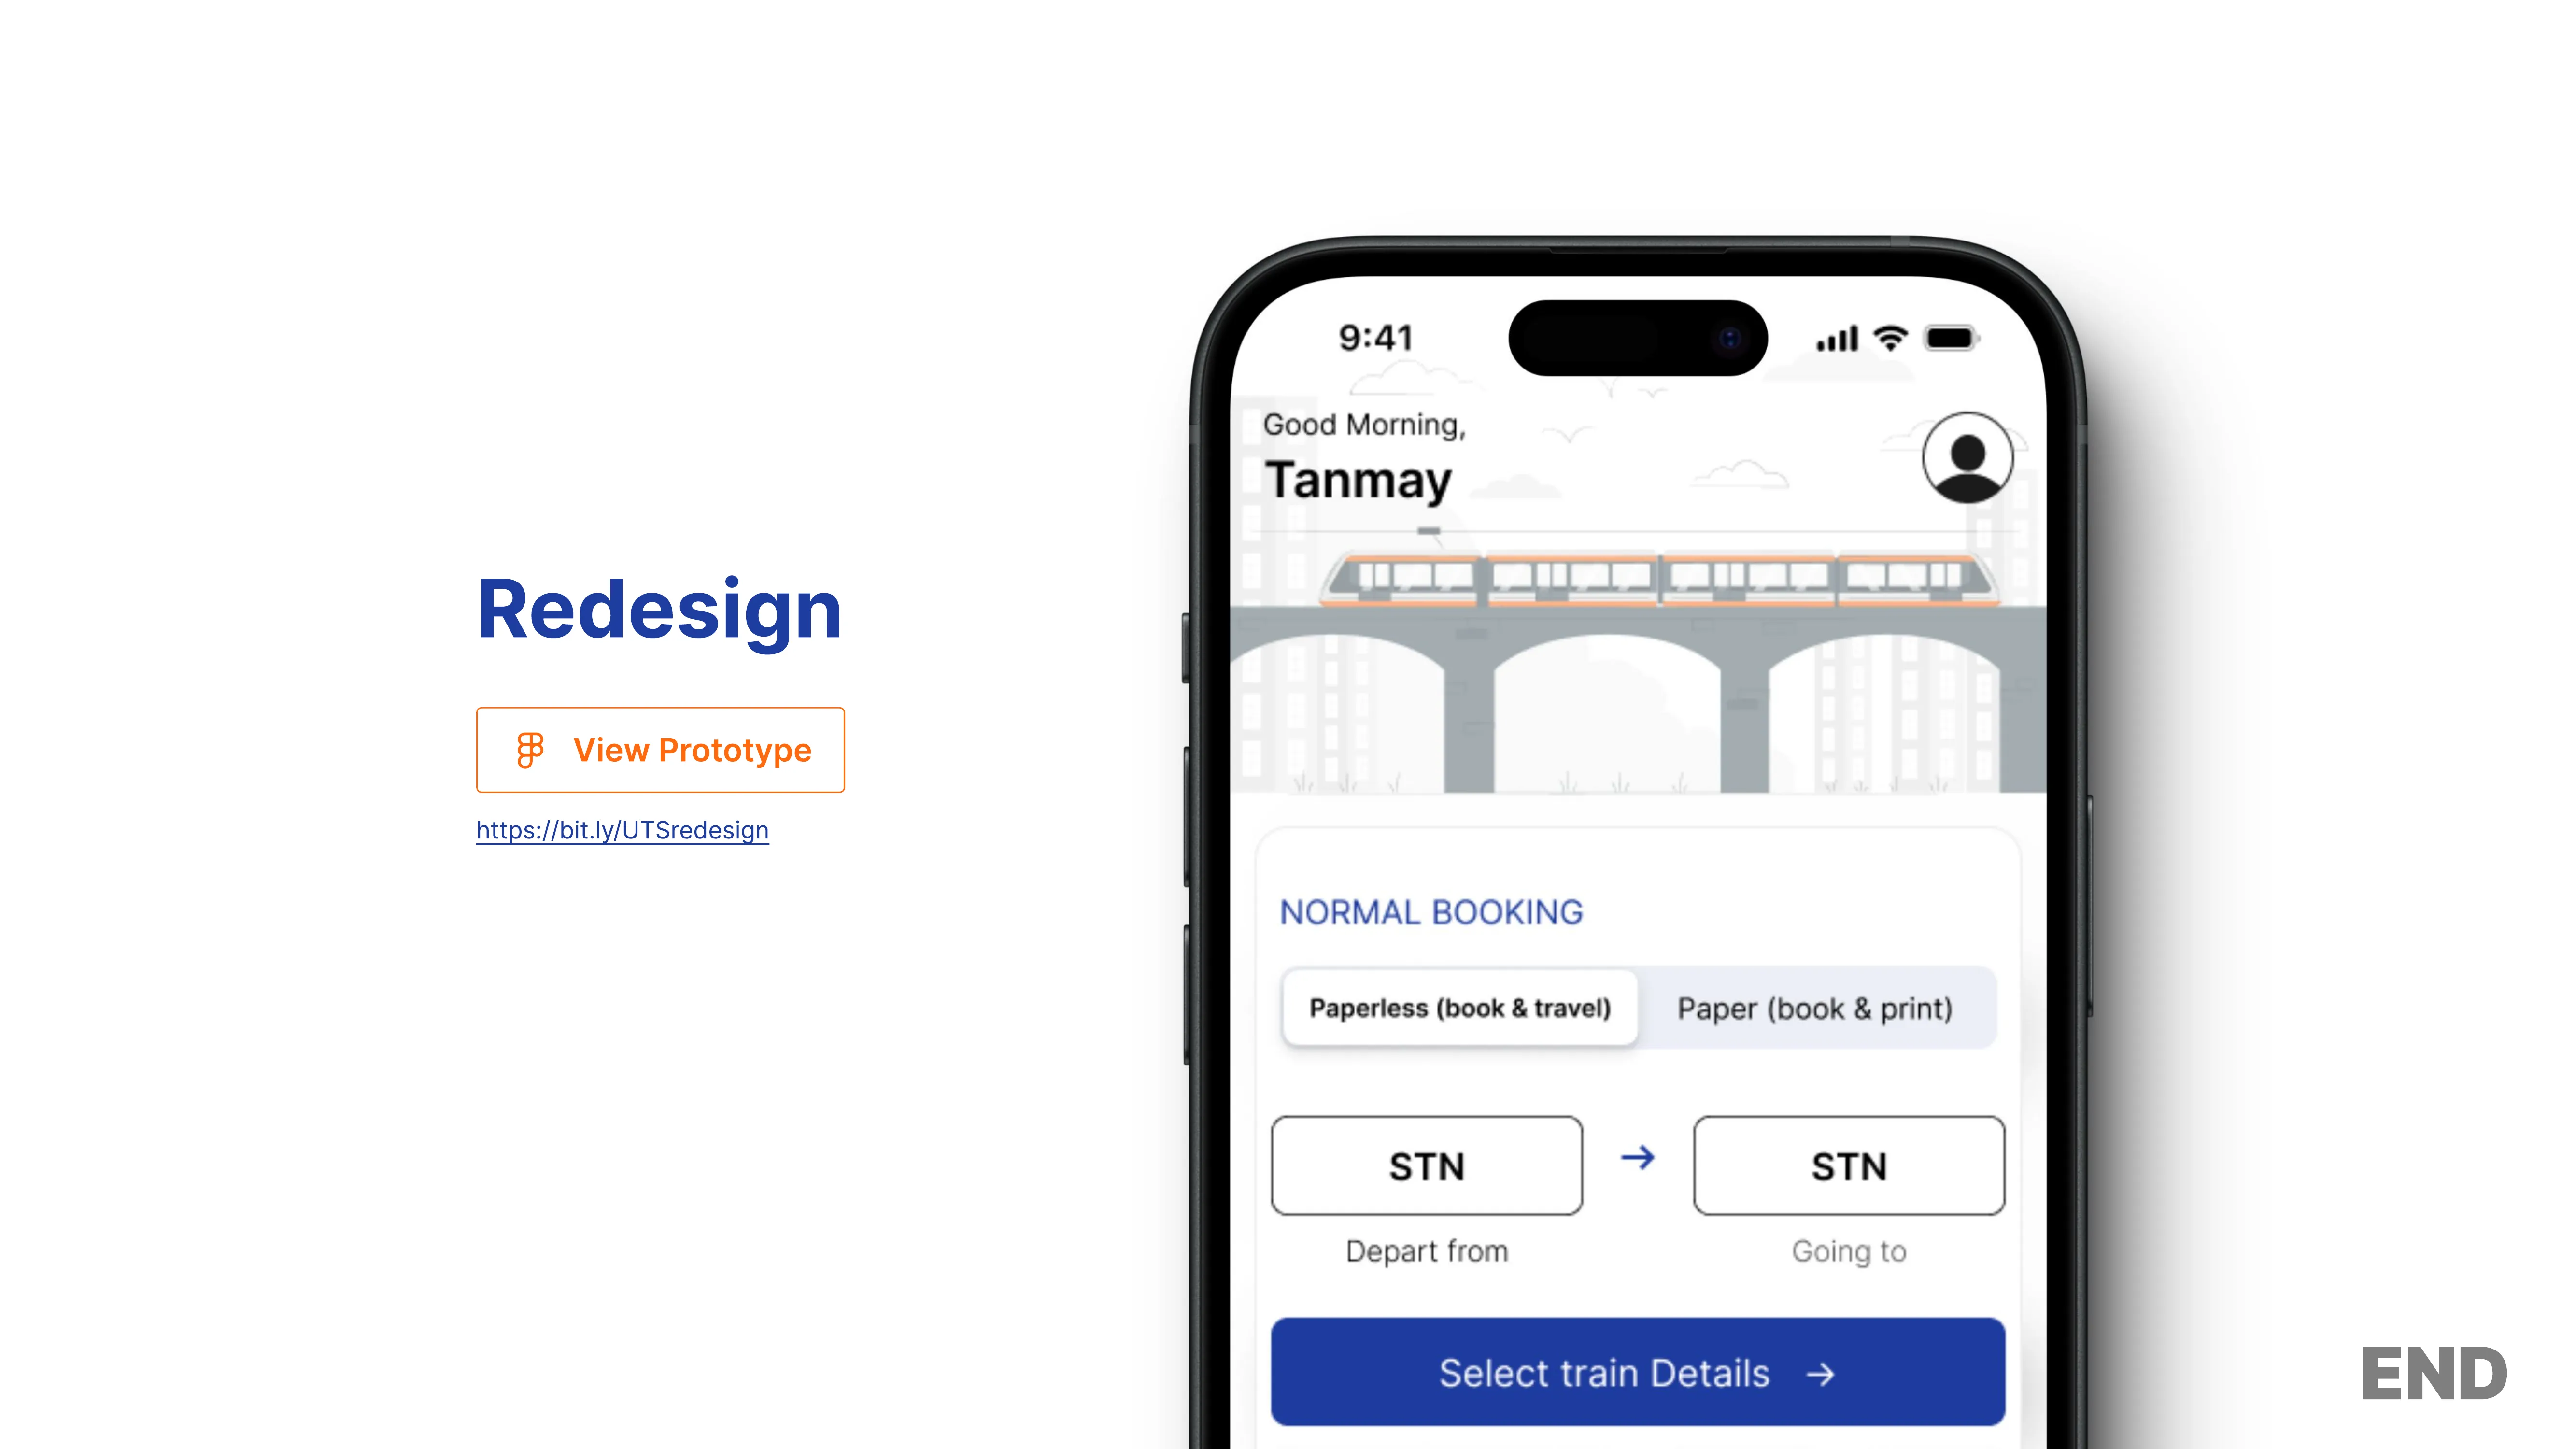 Redesign
View Prototype
https://bit.ly/UTSredesign
9:41
Good Morning,
Tanmay
NORMAL BOOKING
Paperless (book & travel) Paper (book & print)
STN → STN
Depart from Going to
Select train Details →
END